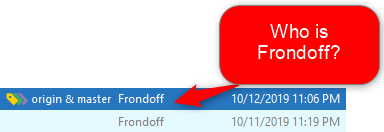 Who is
Frondoff?
origin & master Frondoff 10/12/2019 11:06 PM
Frondoff 10/11/2019 11:19 PM